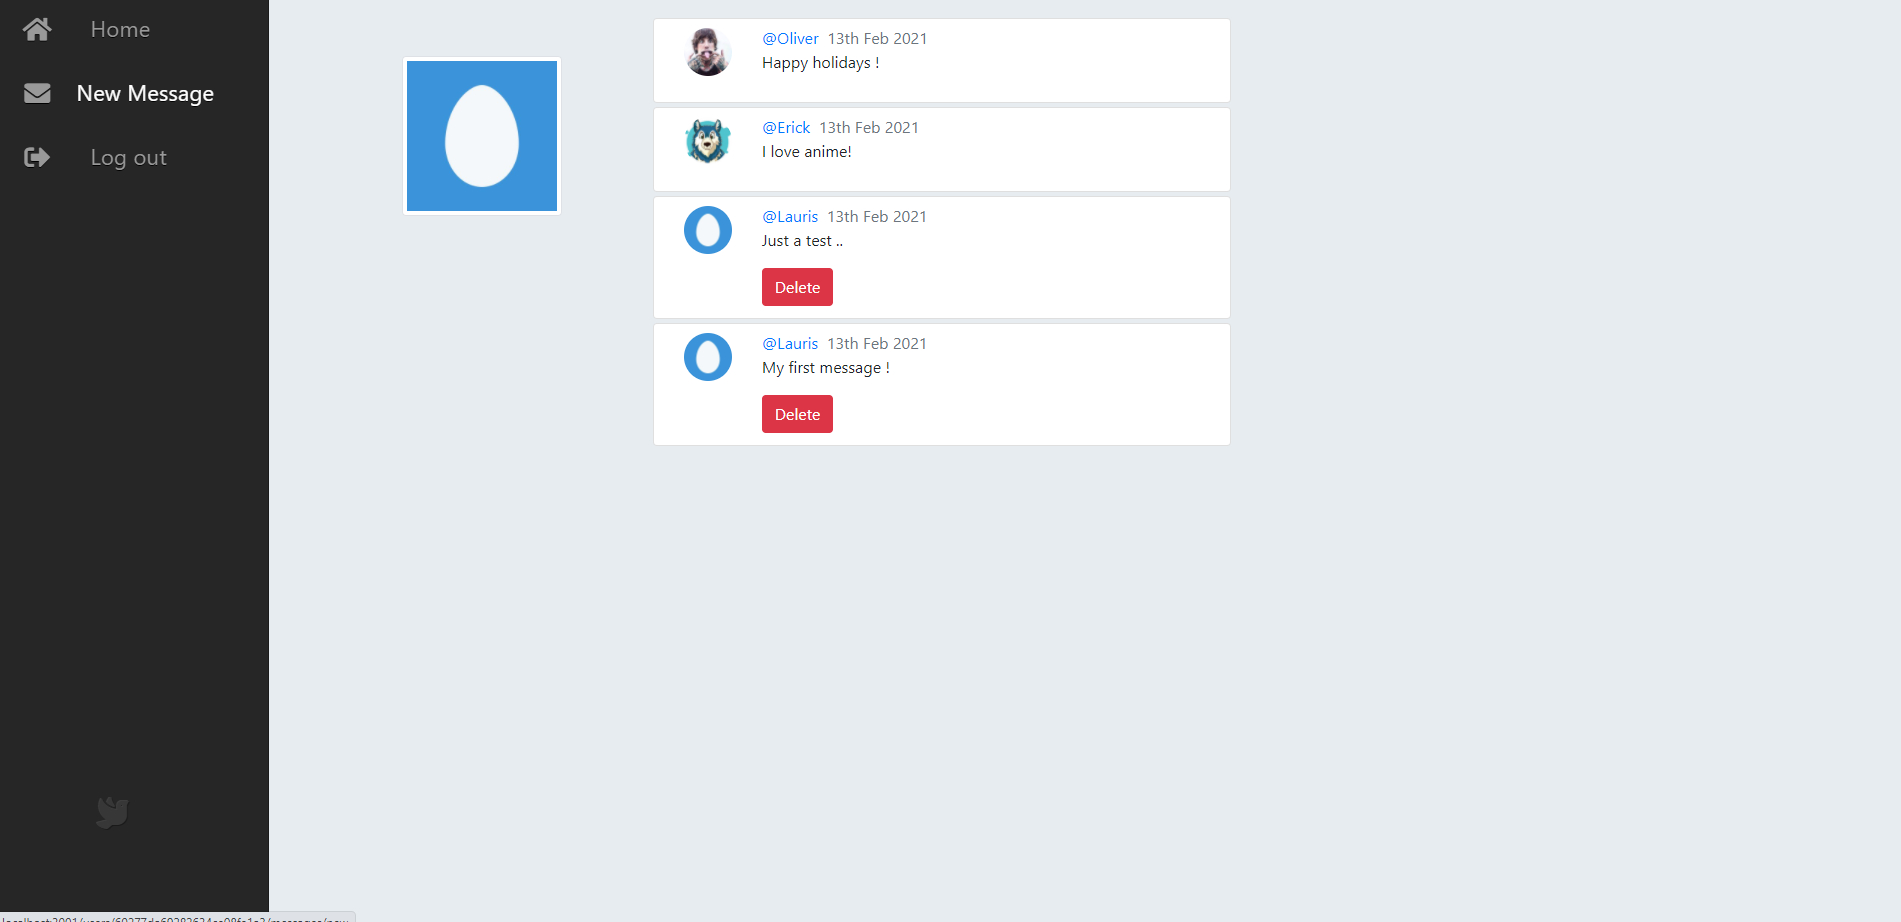 Home
New Message
Log out
@Oliver 13th Feb 2021
Happy holidays !
@Erick 13th Feb 2021
I love anime!
@Lauris 13th Feb 2021
Just a test ..
Delete
@Lauris 13th Feb 2021
My first message !
Delete